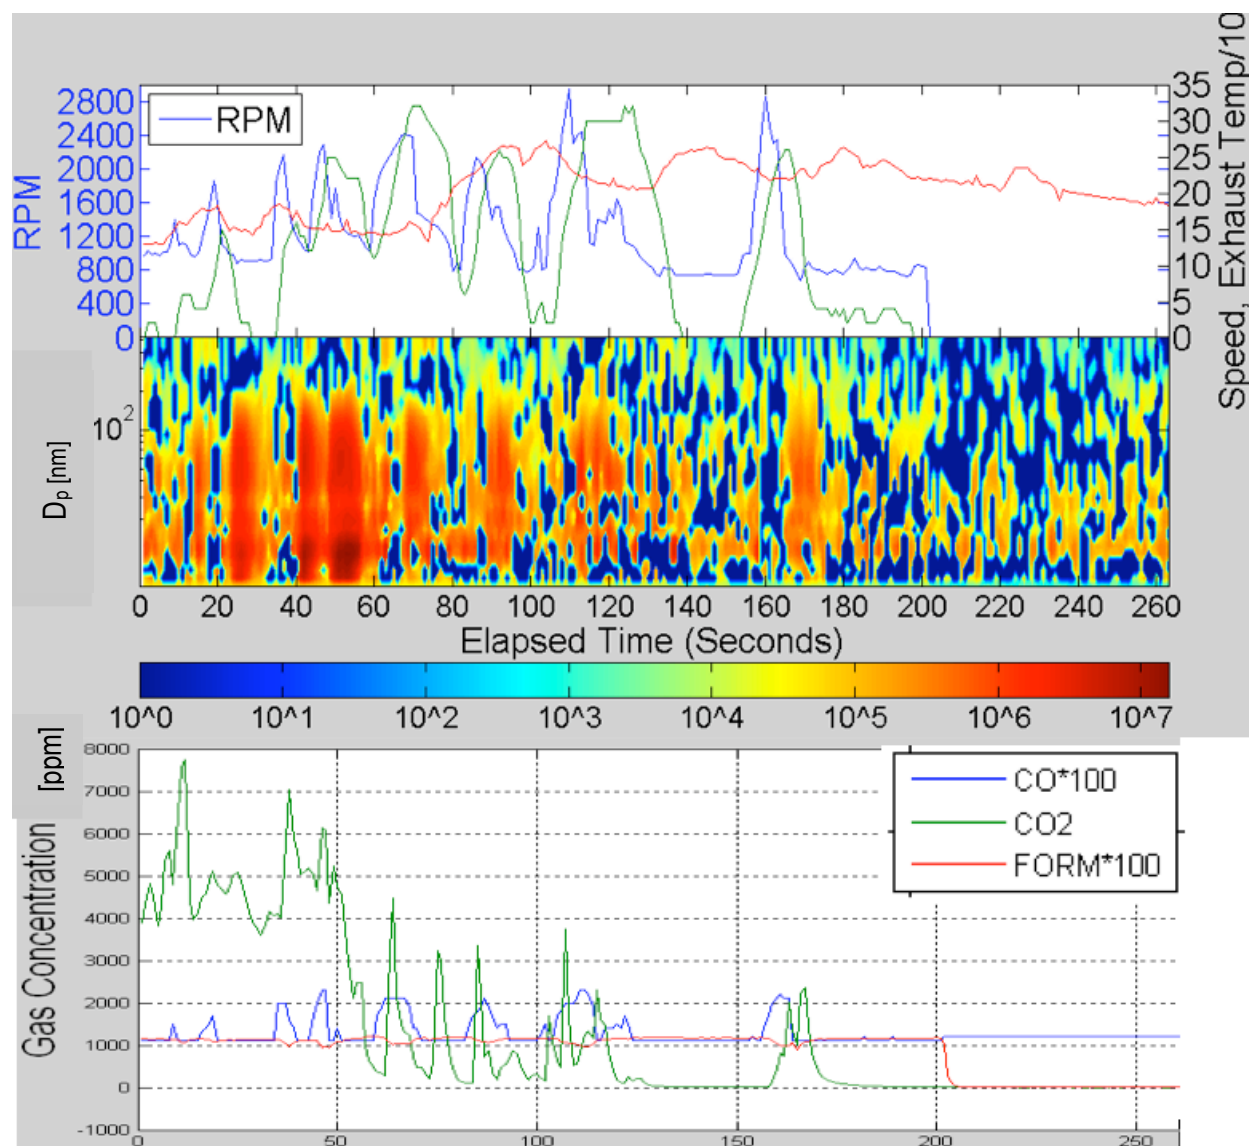 RPM
2800
2400
2000
1600
1200
800
400
0
RPM
35
30
25
20
15
10
5
0
Speed, Exhaust Temp/10
10^2
Dₚ [nm]
0 20 40 60 80 100 120 140 160 180 200 220 240 260
Elapsed Time (Seconds)
10^0 10^1 10^2 10^3 10^4 10^5 10^6 10^7
Gas Concentration [ppm]
8000
7000
6000
5000
4000
3000
2000
1000
0
-1000
CO*100
CO2
FORM*100
0 50 100 150 200 250